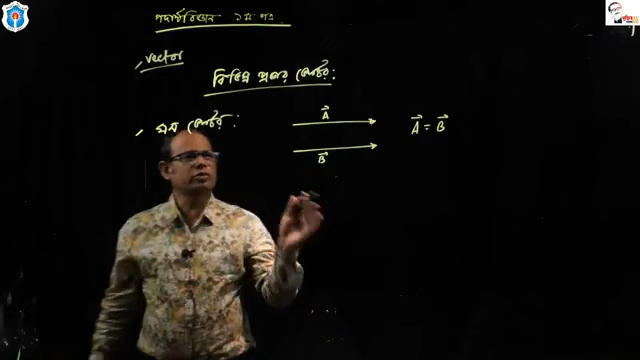 পদার্থবিজ্ঞান ১ম পত্র
vector
বিভিন্ন প্রকার ভেক্টর:
সম ভেক্টর:
A⃗
A⃗ = B⃗
B⃗